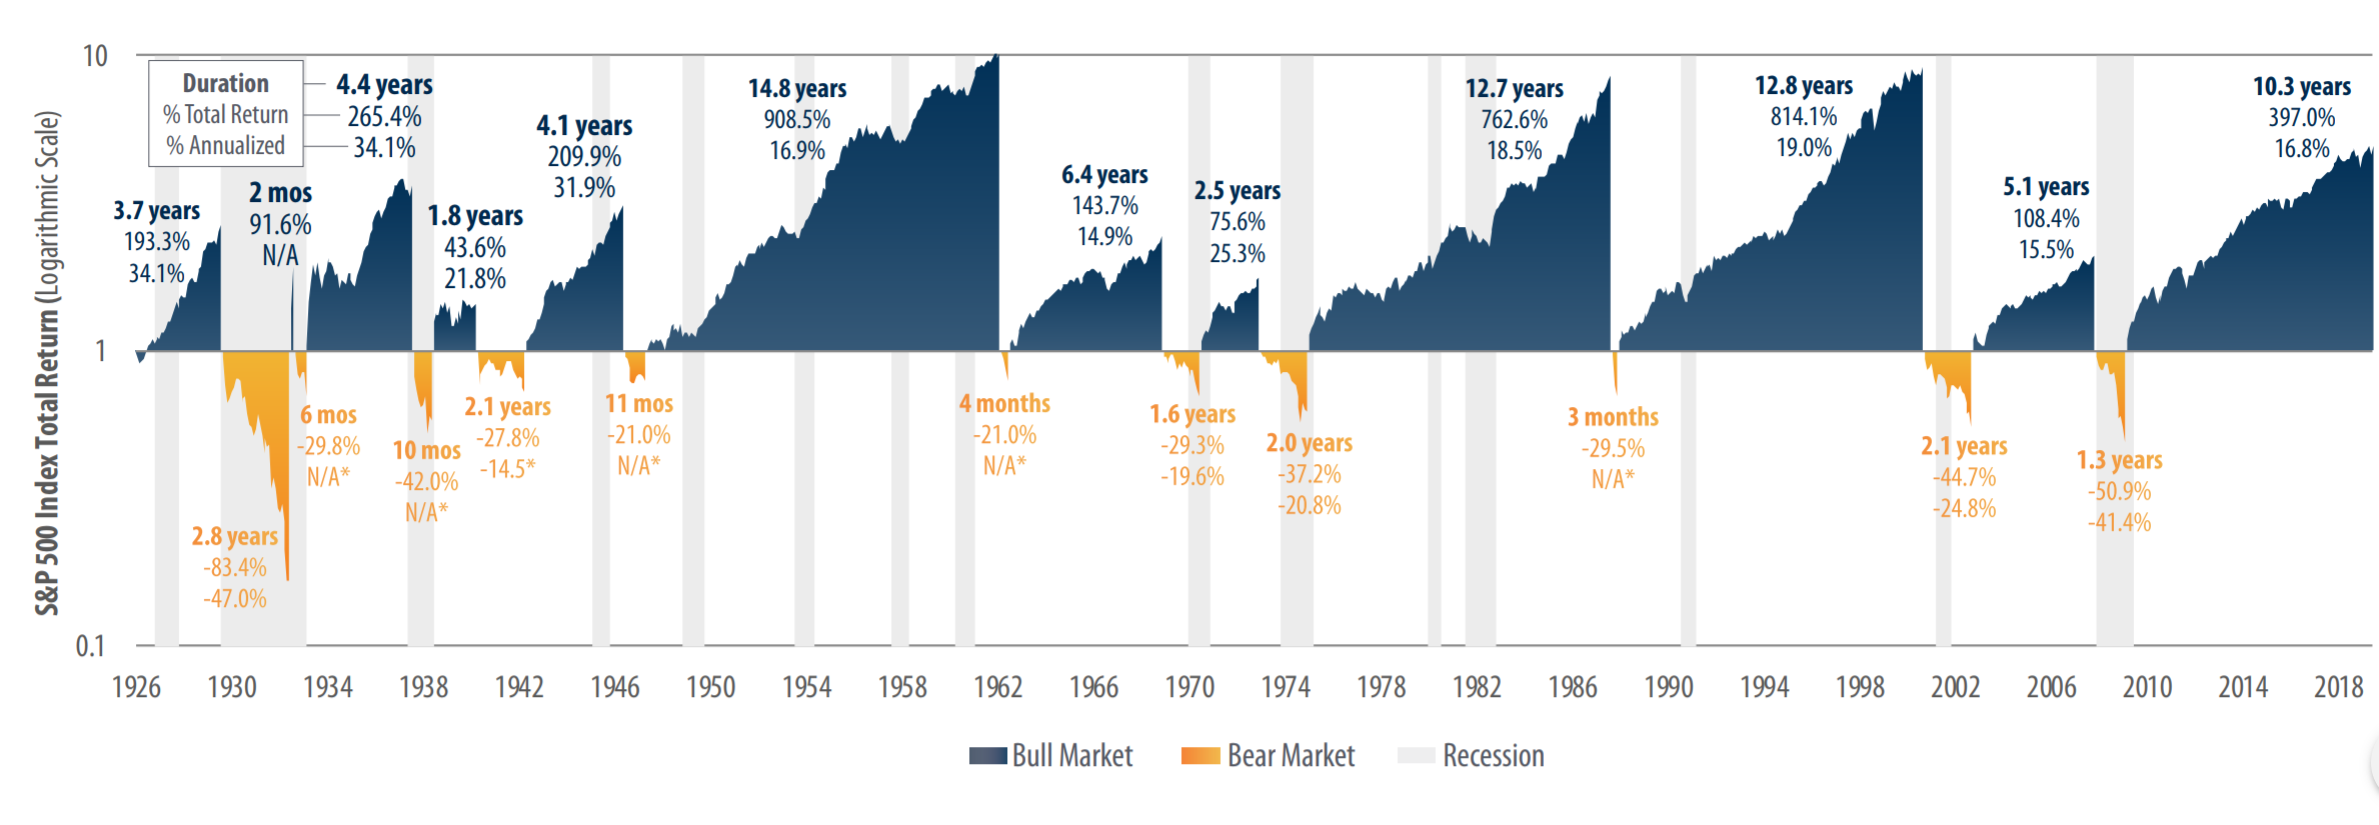 S&P 500 Index Total Return (Logarithmic Scale)
10
1
0.1
Duration
% Total Return
% Annualized
3.7 years
193.3%
34.1%
2 mos
91.6%
N/A
4.4 years
265.4%
34.1%
1.8 years
43.6%
21.8%
4.1 years
209.9%
31.9%
14.8 years
908.5%
16.9%
6.4 years
143.7%
14.9%
2.5 years
75.6%
25.3%
12.7 years
762.6%
18.5%
12.8 years
814.1%
19.0%
5.1 years
108.4%
15.5%
10.3 years
397.0%
16.8%
2.8 years
-83.4%
-47.0%
6 mos
-29.8%
N/A*
10 mos
-42.0%
N/A*
2.1 years
-27.8%
-14.5*
11 mos
-21.0%
N/A*
4 months
-21.0%
N/A*
1.6 years
-29.3%
-19.6%
2.0 years
-37.2%
-20.8%
3 months
-29.5%
N/A*
2.1 years
-44.7%
-24.8%
1.3 years
-50.9%
-41.4%
1926 1930 1934 1938 1942 1946 1950 1954 1958 1962 1966 1970 1974 1978 1982 1986 1990 1994 1998 2002 2006 2010 2014 2018
Bull Market Bear Market Recession